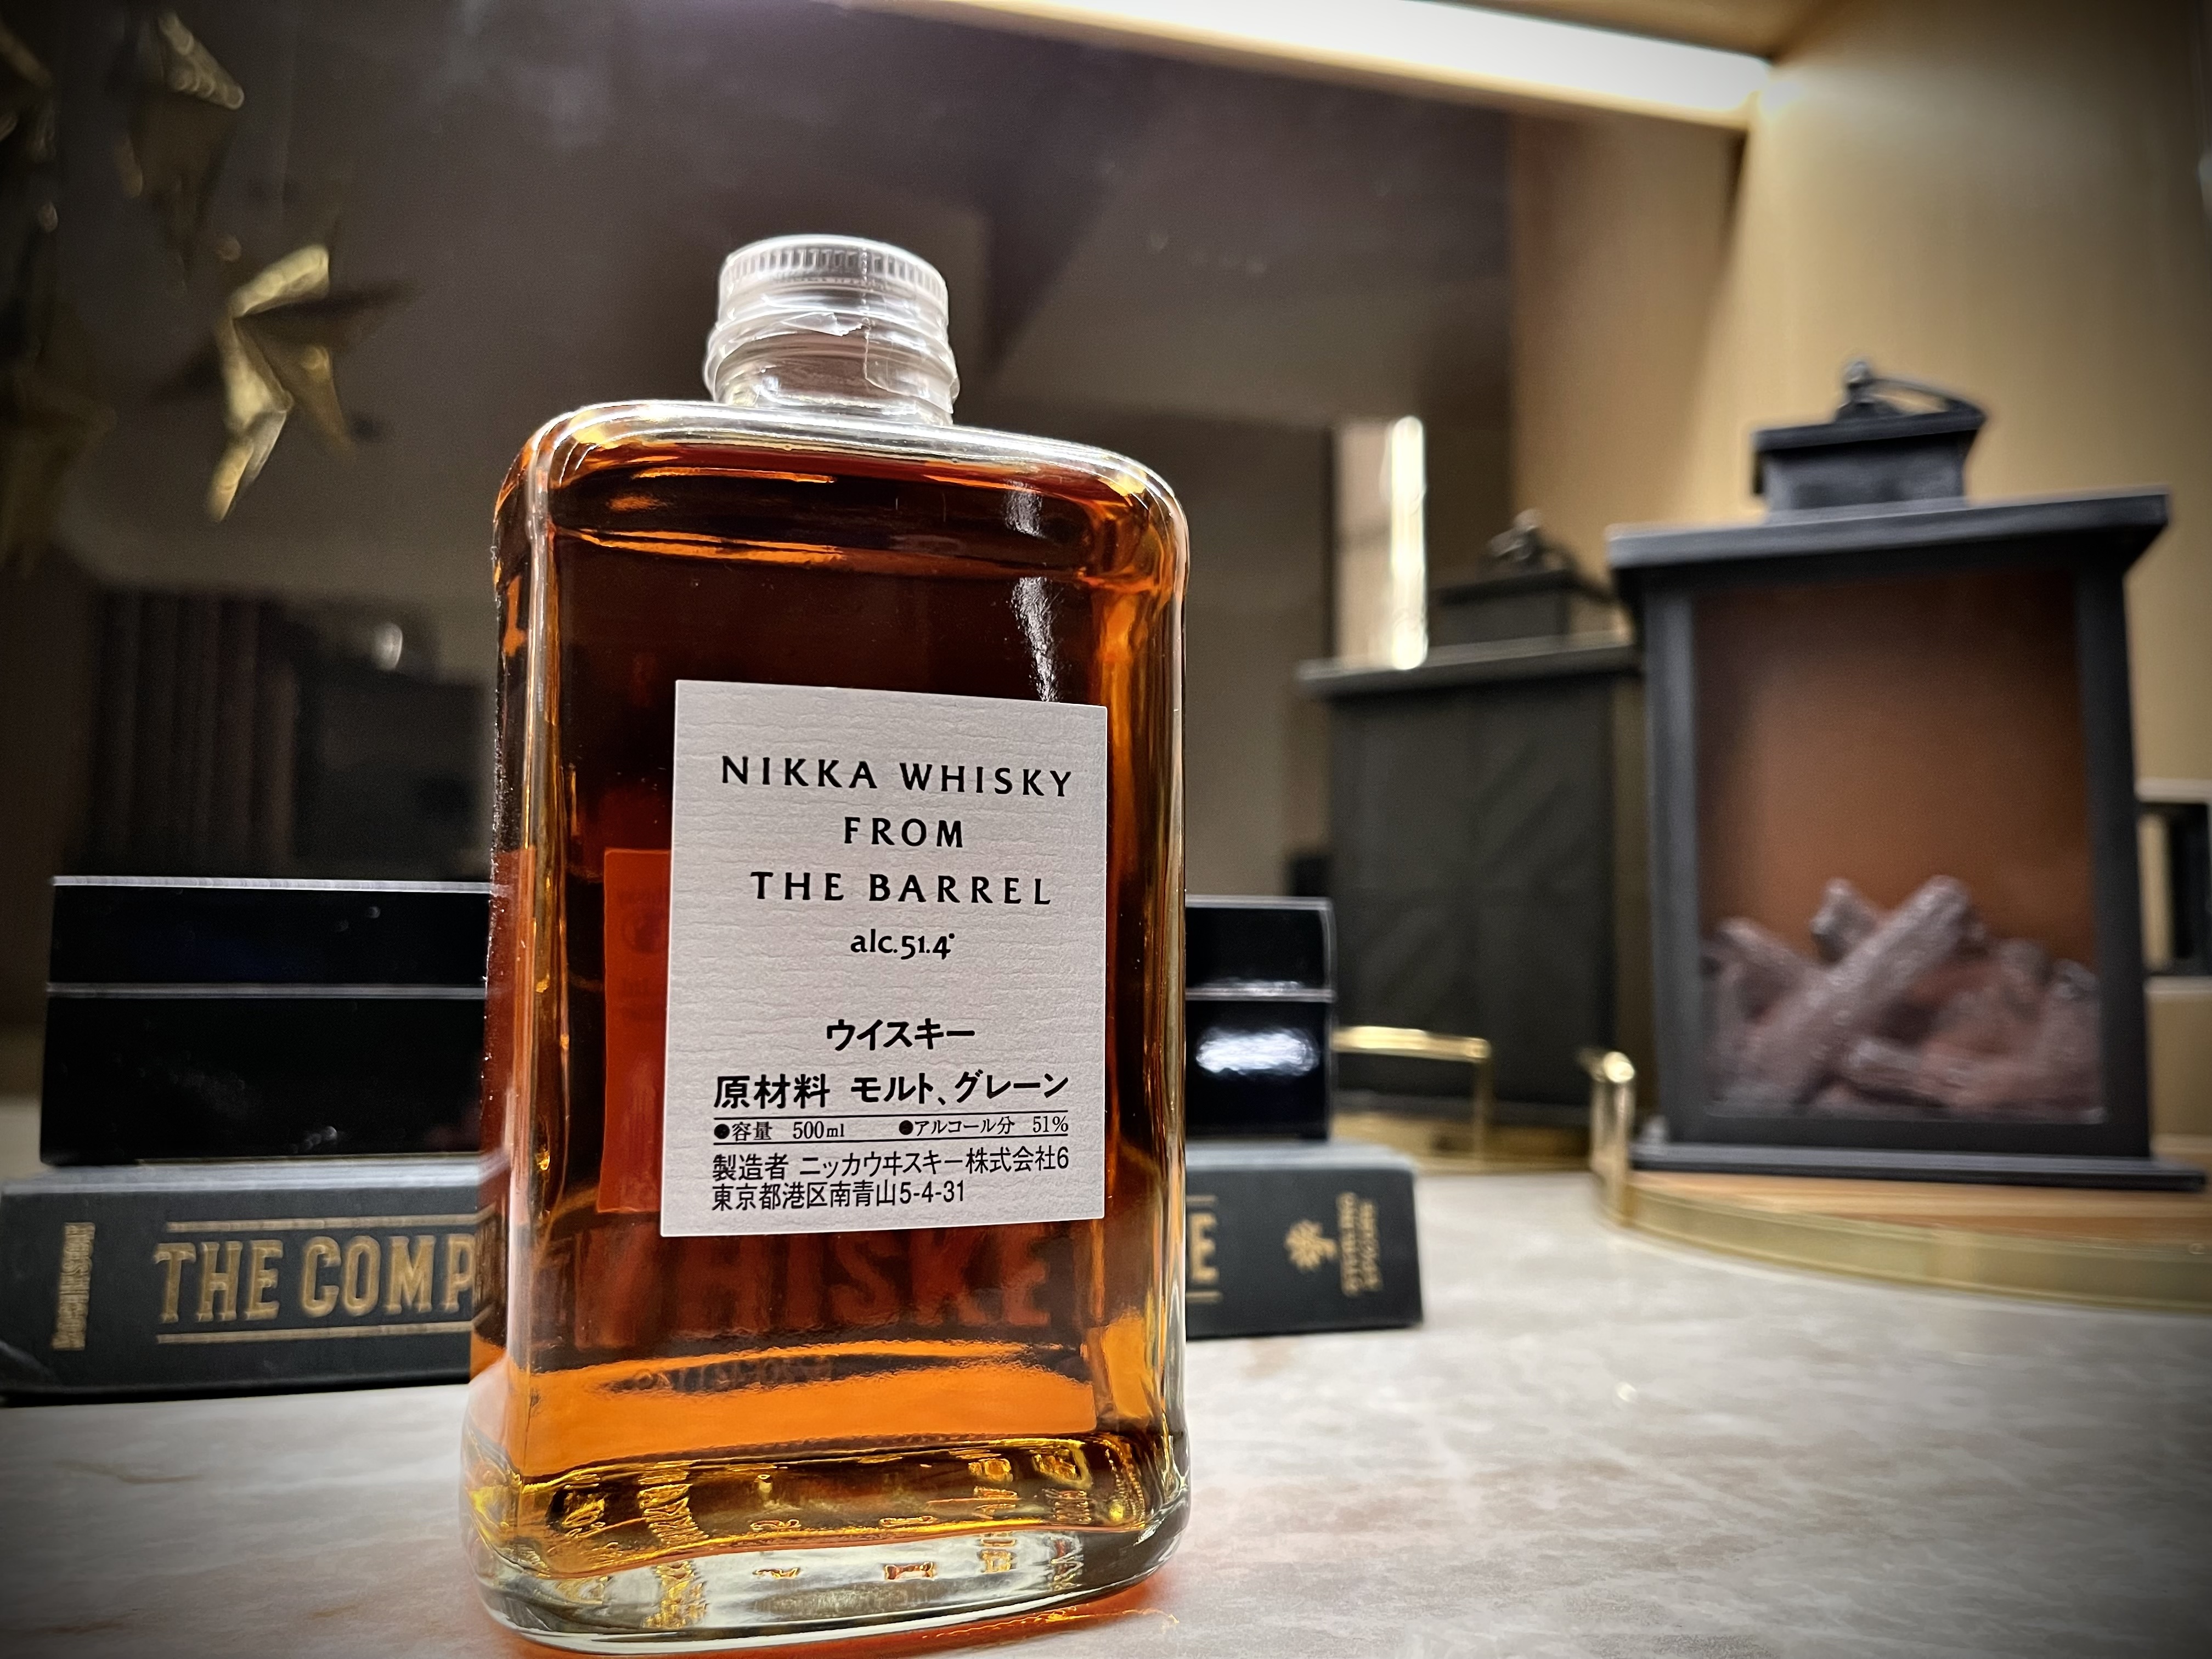 NIKKA WHISKY
FROM
THE BARREL
alc.51.4°
ウイスキー
原材料 モルト、グレーン
●容量 500ml ●アルコール分 51%
製造者 ニッカウヰスキー株式会社6
東京都港区南青山5-4-31
THE COMP
WHISKE
E